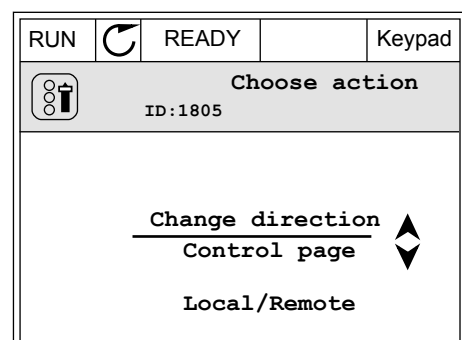 RUN READY Keypad
Choose action
ID:1805
Change direction
Control page
Local/Remote